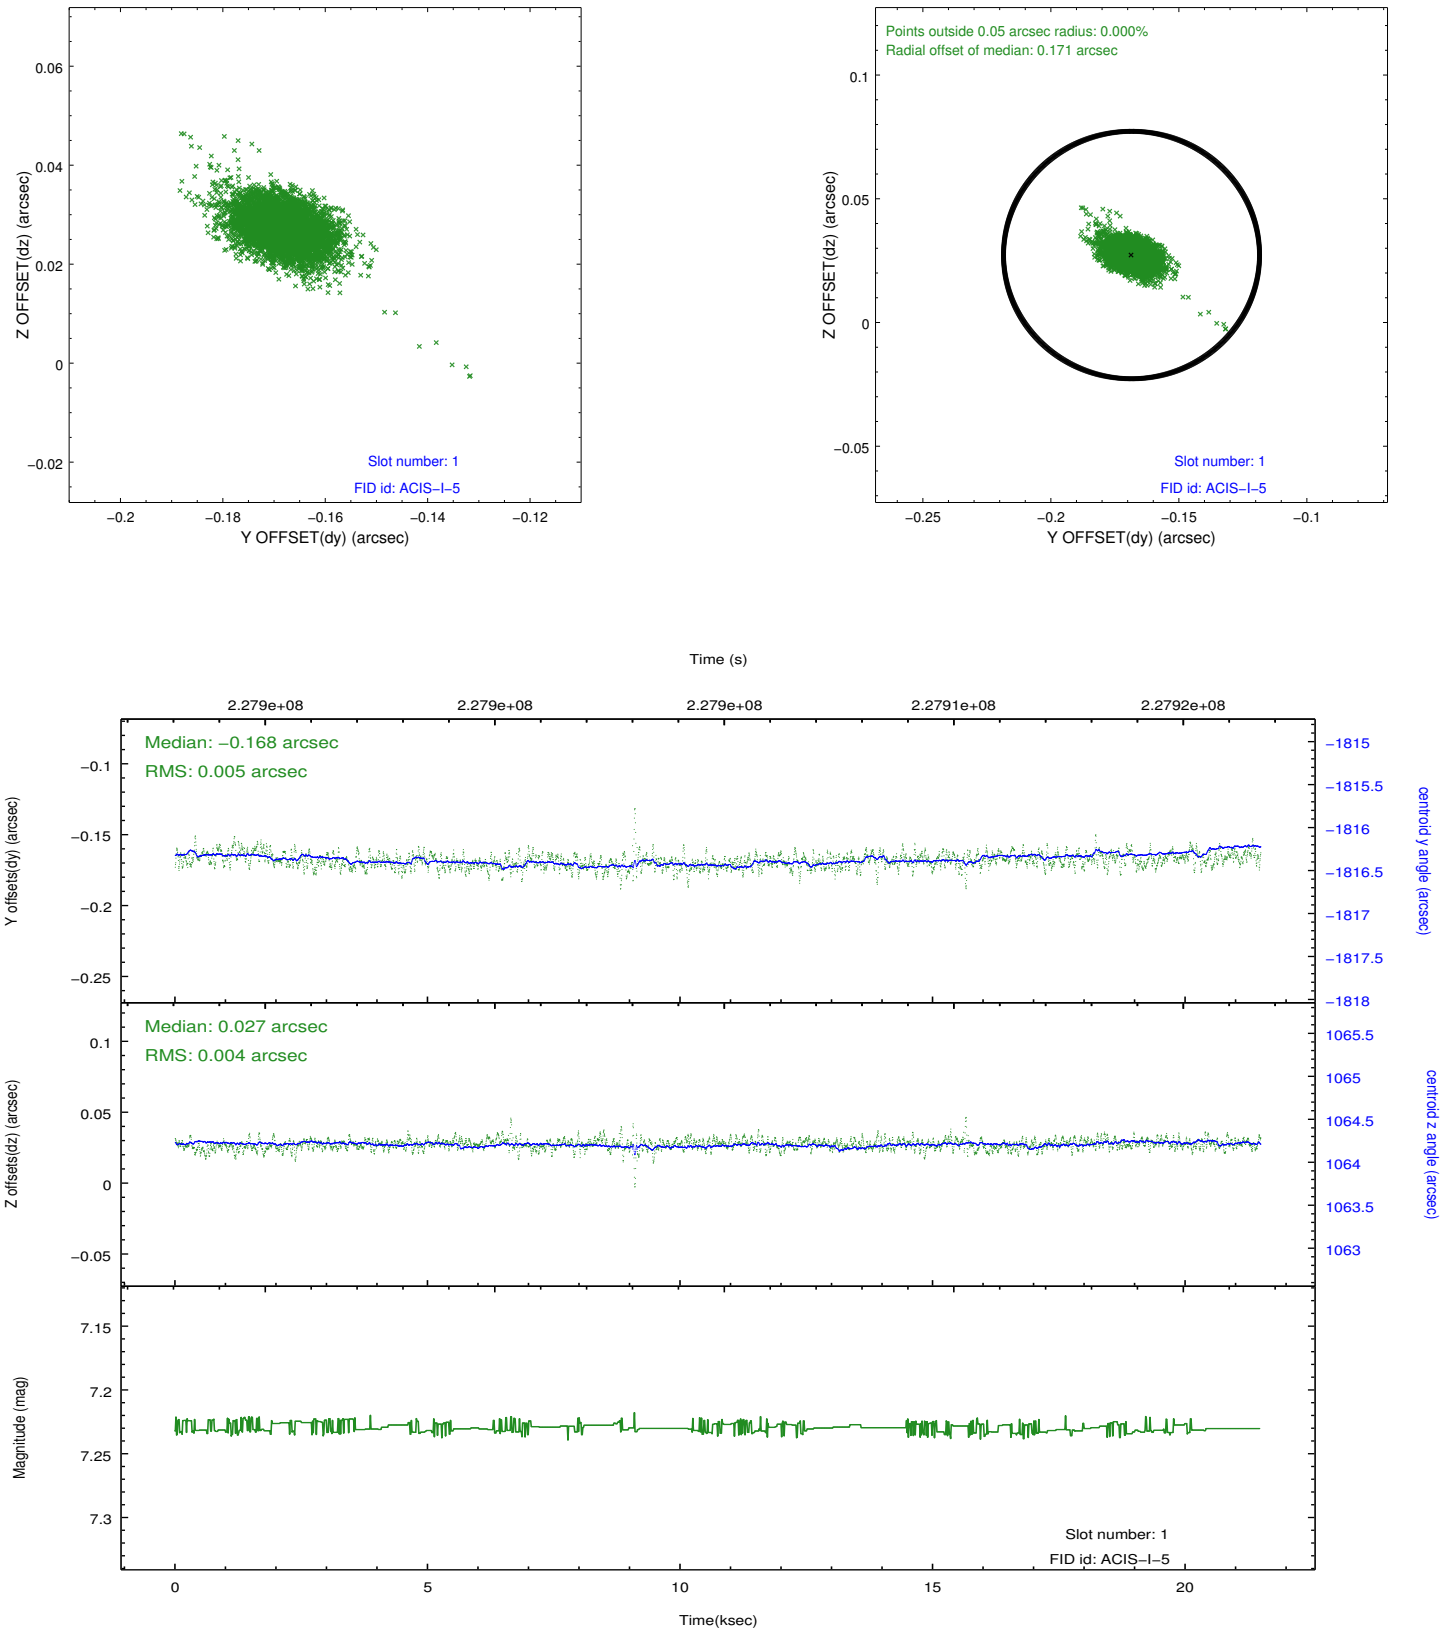 0.06
0.04
0.02
0
−0.02
Z OFFSET(dz) (arcsec)
Slot number: 1
FID id: ACIS−I−5
−0.2 −0.18 −0.16 −0.14 −0.12
Y OFFSET(dy) (arcsec)
Points outside 0.05 arcsec radius: 0.000%
Radial offset of median: 0.171 arcsec
0.1
0.05
0
−0.05
Z OFFSET(dz) (arcsec)
Slot number: 1
FID id: ACIS−I−5
−0.25 −0.2 −0.15 −0.1
Y OFFSET(dy) (arcsec)
Time (s)
2.279e+08 2.279e+08 2.279e+08 2.2791e+08 2.2792e+08
Median: −0.168 arcsec
RMS: 0.005 arcsec
−0.1
−0.15
−0.2
−0.25
Y offsets(dy) (arcsec)
−1815
−1815.5
−1816
−1816.5
−1817
−1817.5
−1818
centroid y angle (arcsec)
Median: 0.027 arcsec
RMS: 0.004 arcsec
0.1
0.05
0
−0.05
Z offsets(dz) (arcsec)
1065.5
1065
1064.5
1064
1063.5
1063
centroid z angle (arcsec)
7.15
7.2
7.25
7.3
Magnitude (mag)
Slot number: 1
FID id: ACIS−I−5
0 5 10 15 20
Time(ksec)